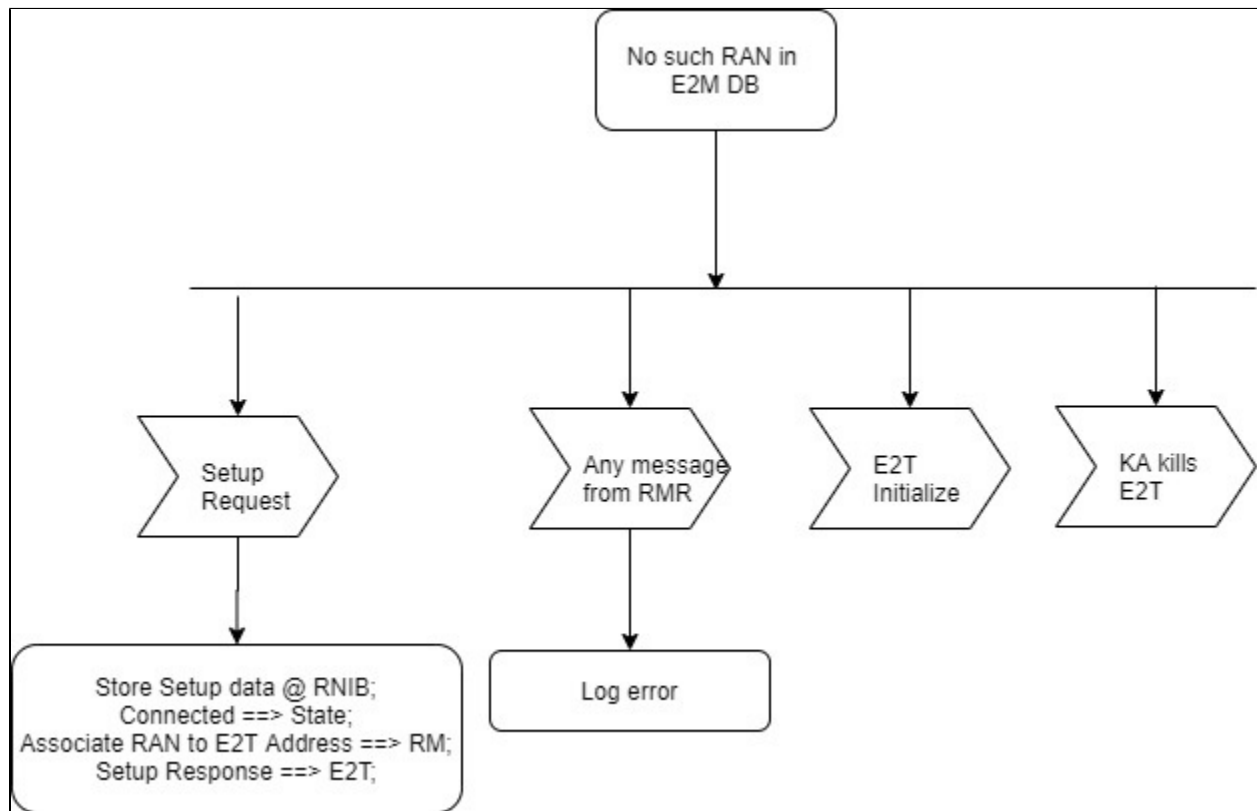 No such RAN in
E2M DB
Setup
Request
Any message
from RMR
E2T
Initialize
KA kills
E2T
Store Setup data @ RNIB;
Connected ==> State;
Associate RAN to E2T Address ==> RM;
Setup Response ==> E2T;
Log error